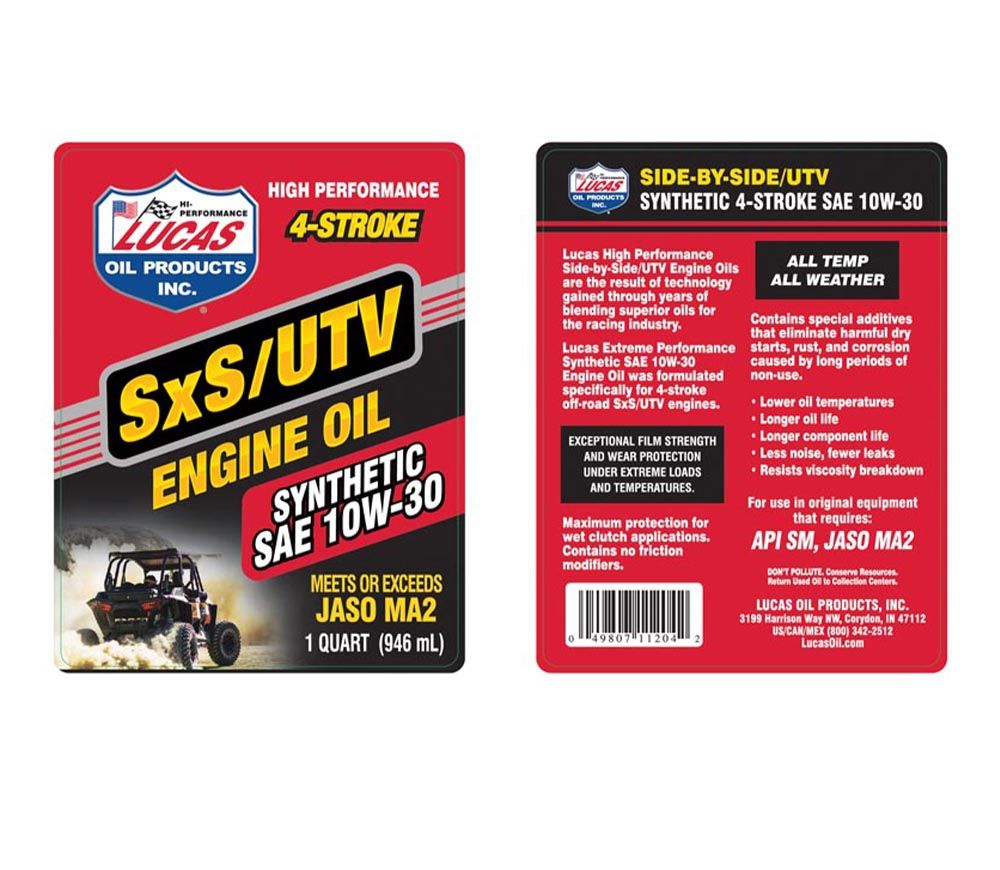 HI-
PERFORMANCE
LUCAS
OIL PRODUCTS
INC.
HIGH PERFORMANCE
4-STROKE
SxS/UTV
ENGINE OIL
SYNTHETIC
SAE 10W-30
MEETS OR EXCEEDS
JASO MA2
1 QUART (946 mL)
HI-
PERFORMANCE
LUCAS
OIL PRODUCTS
INC.
SIDE-BY-SIDE/UTV
SYNTHETIC 4-STROKE SAE 10W-30
Lucas High Performance
Side-by-Side/UTV Engine Oils
are the result of technology
gained through years of
blending superior oils for
the racing industry.
Lucas Extreme Performance
Synthetic SAE 10W-30
Engine Oil was formulated
specifically for 4-stroke
off-road SxS/UTV engines.
EXCEPTIONAL FILM STRENGTH
AND WEAR PROTECTION
UNDER EXTREME LOADS
AND TEMPERATURES.
Maximum protection for
wet clutch applications.
Contains no friction
modifiers.
0 49807 11204 2
ALL TEMP
ALL WEATHER
Contains special additives
that eliminate harmful dry
starts, rust, and corrosion
caused by long periods of
non-use.
• Lower oil temperatures
• Longer oil life
• Longer component life
• Less noise, fewer leaks
• Resists viscosity breakdown
For use in original equipment
that requires:
API SM, JASO MA2
DON'T POLLUTE. Conserve Resources.
Return Used Oil to Collection Centers.
LUCAS OIL PRODUCTS, INC.
3199 Harrison Way NW, Corydon, IN 47112
US/CAN/MEX (800) 342-2512
LucasOil.com